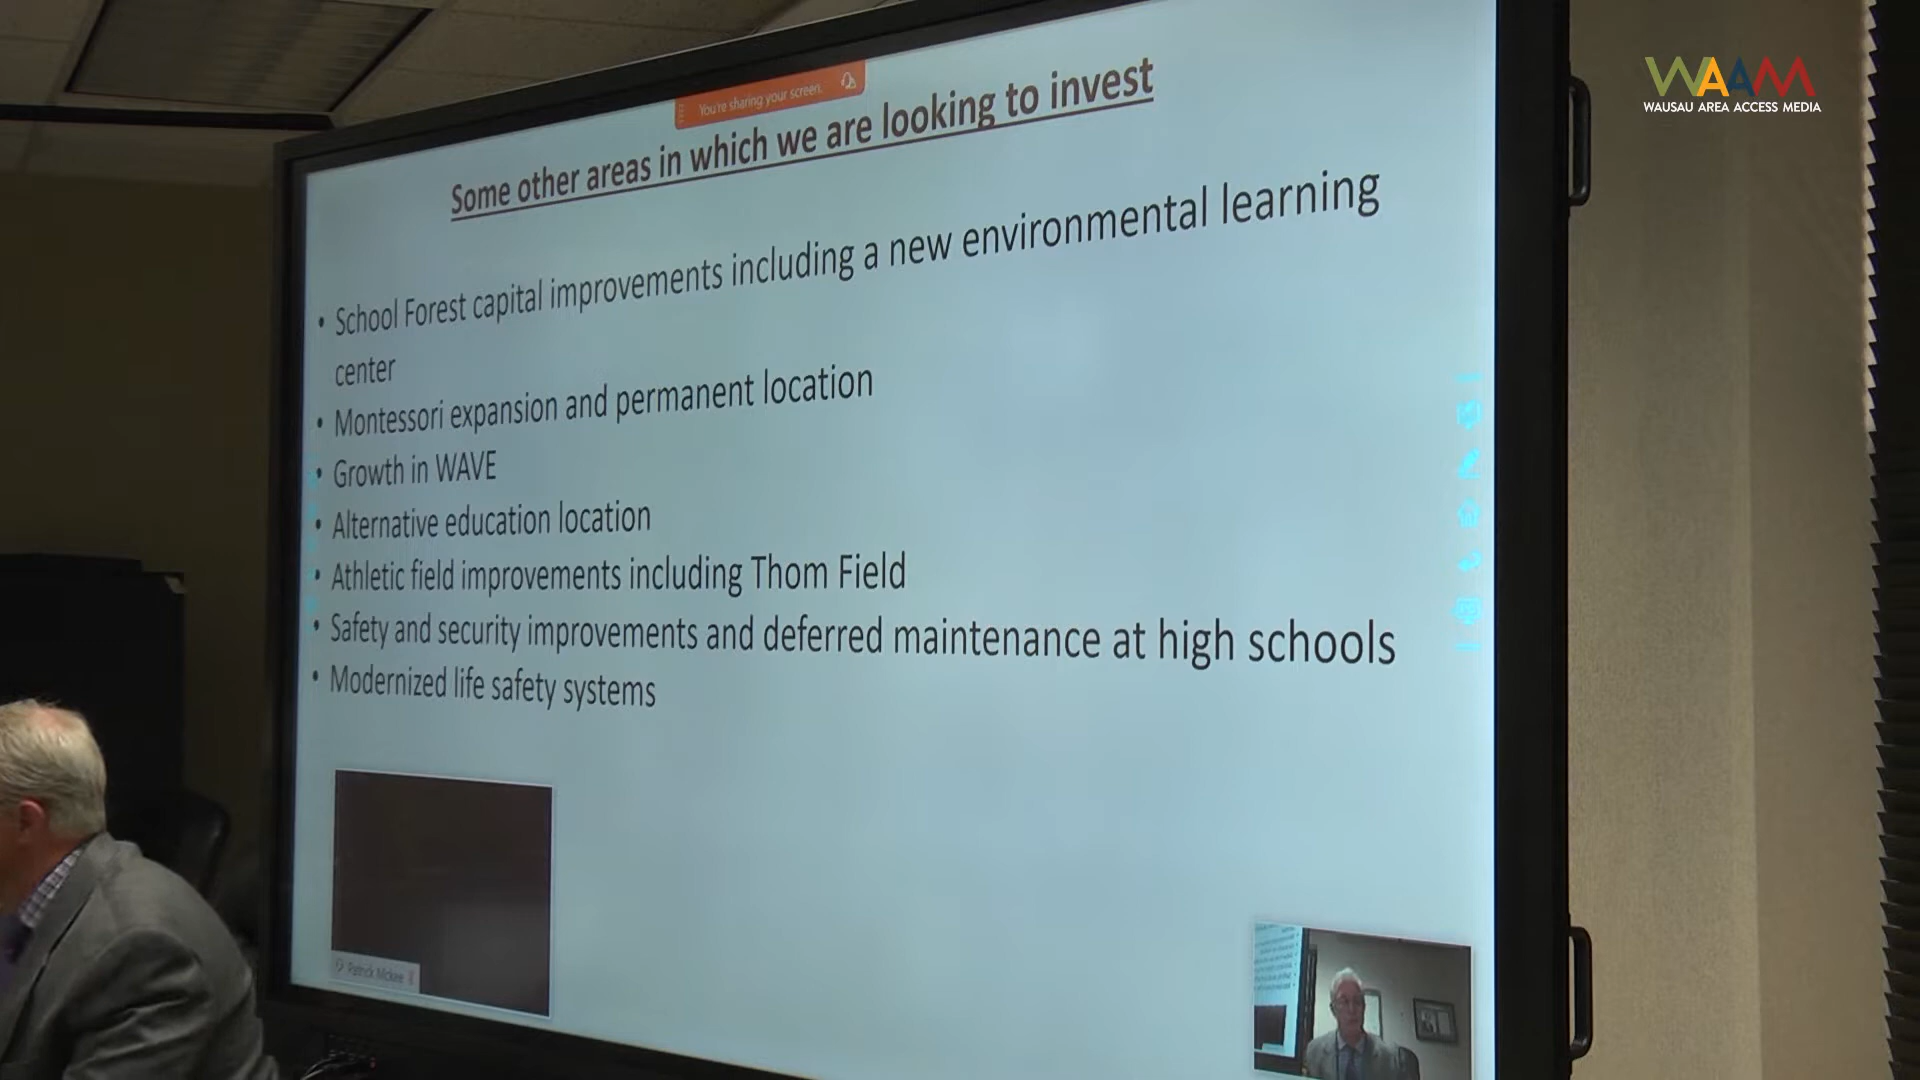 WAAM
WAUSAU AREA ACCESS MEDIA
You're sharing your screen.
Some other areas in which we are looking to invest
• School Forest capital improvements including a new environmental learning
center
• Montessori expansion and permanent location
• Growth in WAVE
• Alternative education location
• Athletic field improvements including Thom Field
• Safety and security improvements and deferred maintenance at high schools
• Modernized life safety systems
Patrick Mckee